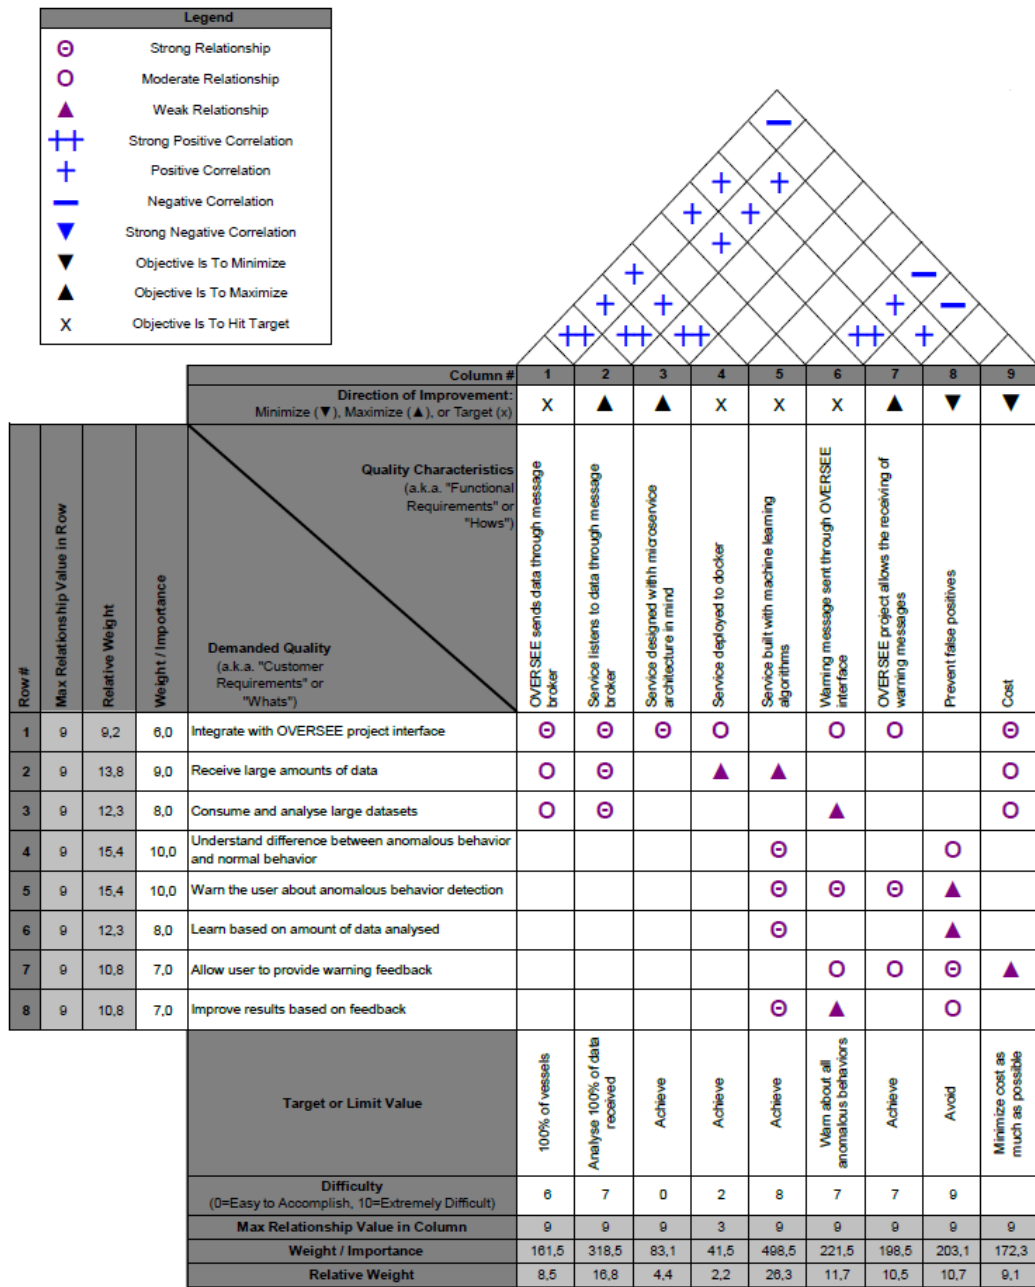 Legend
Θ Strong Relationship
Ο Moderate Relationship
▲ Weak Relationship
++ Strong Positive Correlation
+ Positive Correlation
− Negative Correlation
▼ Strong Negative Correlation
▼ Objective Is To Minimize
▲ Objective Is To Maximize
X Objective Is To Hit Target
−
+ +
+ +
+
+ −
+ + + −
++ ++ ++ ++ +
Column # 1 2 3 4 5 6 7 8 9
Direction of Improvement:
Minimize (▼), Maximize (▲), or Target (x)
X ▲ ▲ X X X ▲ ▼ ▼
Row #
Max Relationship Value in Row
Relative Weight
Weight / Importance
Quality Characteristics
(a.k.a. "Functional
Requirements" or
"Hows")
Demanded Quality
(a.k.a. "Customer
Requirements" or
"Whats")
OVERSEE sends data through message
broker
Service listens to data through message
broker
Service designed withh microservice
architecture in mind
Service deployed to docker
Service built with machine learning
algorithms
Warning message sent through OVERSEE
interface
OVERSEE project allows the receiving of
warning messages
Prevent false positives
Cost
1 9 9,2 6,0 Integrate with OVERSEE project interface Θ Θ Θ Ο Ο Ο Θ
2 9 13,8 9,0 Receive large amounts of data Ο Θ ▲ ▲ Ο
3 9 12,3 8,0 Consume and analyse large datasets Ο Θ ▲ Ο
4 9 15,4 10,0 Understand difference between anomalous behavior
and normal behavior Θ Ο
5 9 15,4 10,0 Warn the user about anomalous behavior detection Θ Θ Θ ▲
6 9 12,3 8,0 Learn based on amount of data analysed Θ ▲
7 9 10,8 7,0 Allow user to provide warning feedback Ο Ο Θ ▲
8 9 10,8 7,0 Improve results based on feedback Θ ▲ Ο
Target or Limit Value
100% of vessels
Analyse 100% of data
received
Achieve
Achieve
Achieve
Warn about all
anomalous behaviors
Achieve
Avoid
Minimize cost as
much as possible
Difficulty
(0=Easy to Accomplish, 10=Extremely Difficult)
6 7 0 2 8 7 7 9
Max Relationship Value in Column 9 9 9 3 9 9 9 9 9
Weight / Importance 161,5 318,5 83,1 41,5 498,5 221,5 198,5 203,1 172,3
Relative Weight 8,5 16,8 4,4 2,2 26,3 11,7 10,5 10,7 9,1